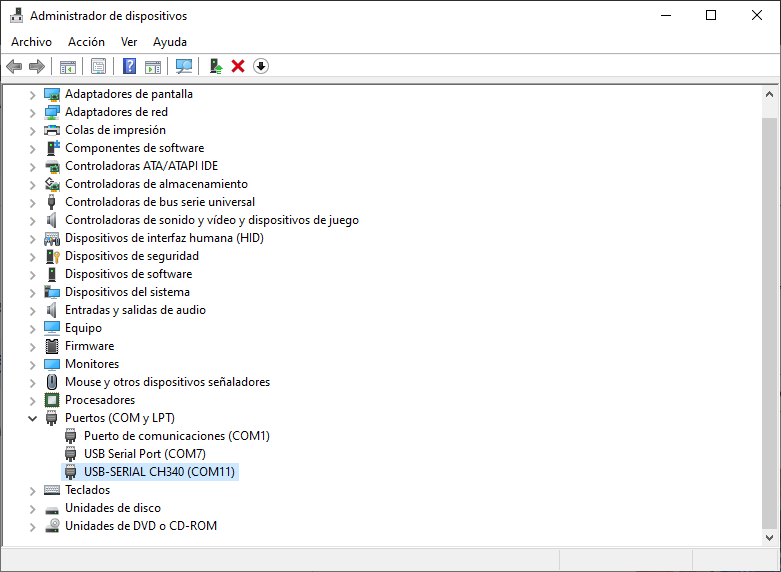 Administrador de dispositivos
Archivo Acción Ver Ayuda
Adaptadores de pantalla
Adaptadores de red
Colas de impresión
Componentes de software
Controladoras ATA/ATAPI IDE
Controladoras de almacenamiento
Controladoras de bus serie universal
Controladoras de sonido y vídeo y dispositivos de juego
Dispositivos de interfaz humana (HID)
Dispositivos de seguridad
Dispositivos de software
Dispositivos del sistema
Entradas y salidas de audio
Equipo
Firmware
Monitores
Mouse y otros dispositivos señaladores
Procesadores
Puertos (COM y LPT)
Puerto de comunicaciones (COM1)
USB Serial Port (COM7)
USB-SERIAL CH340 (COM11)
Teclados
Unidades de disco
Unidades de DVD o CD-ROM